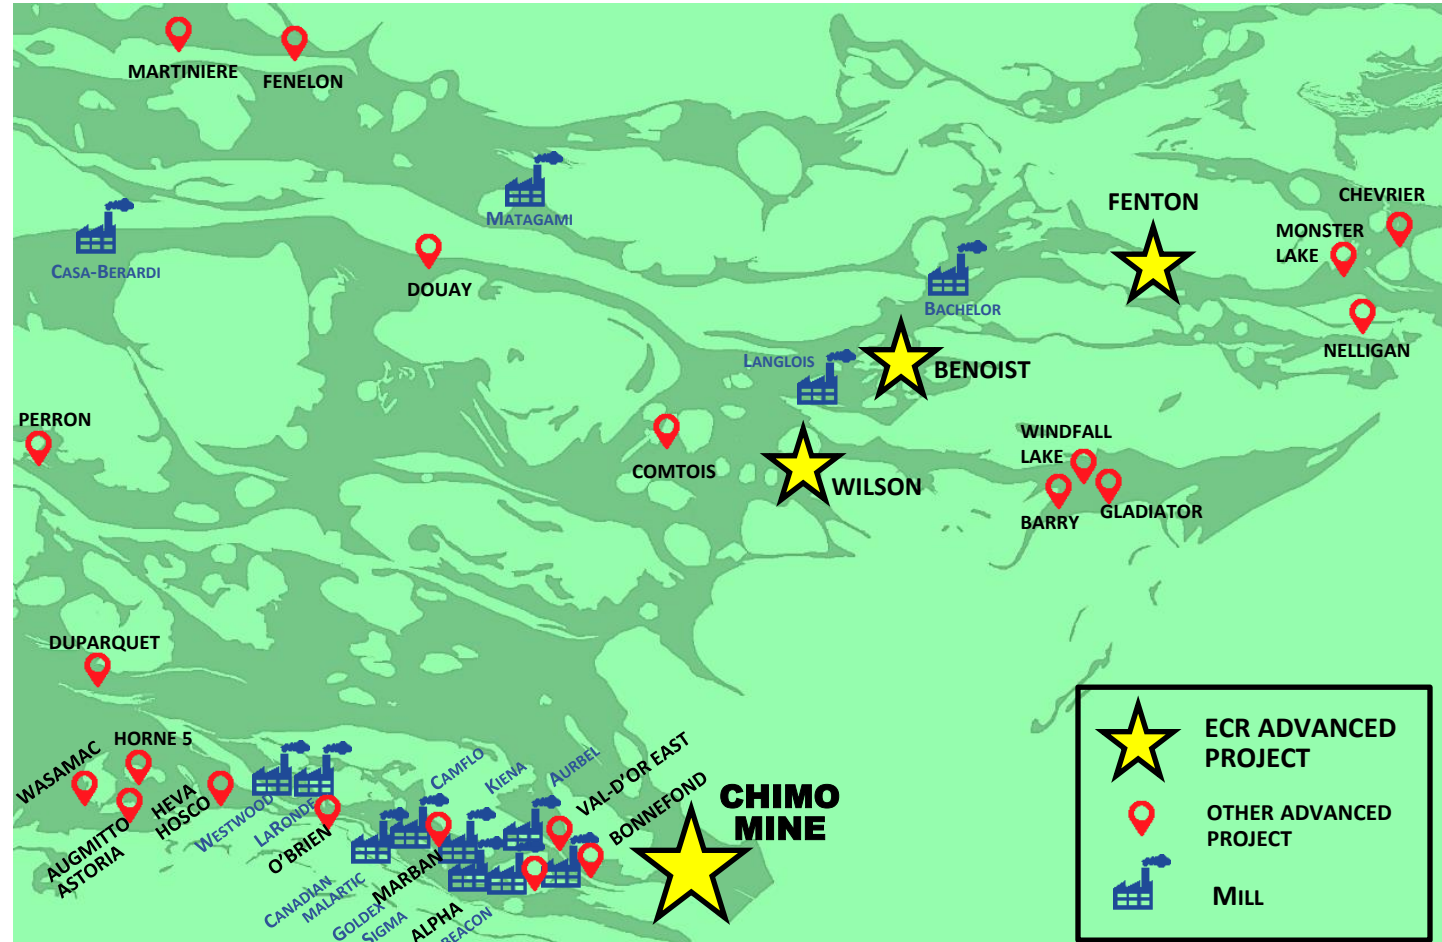 MARTINIERE
FENELON
MATAGAMI
CASA-BERARDI
DOUAY
FENTON
CHEVRIER
MONSTER
LAKE
BACHELOR
NELLIGAN
LANGLOIS
BENOIST
PERRON
COMTOIS
WILSON
WINDFALL
LAKE
BARRY
GLADIATOR
DUPARQUET
WASAMAC
HORNE 5
AUGMITTO
ASTORIA
HEVA
HOSCO
WESTWOOD
LARONDE
O'BRIEN
CANADIAN
MALARTIC
CAMFLO
KIENA
AURBEL
VAL-D'OR EAST
BONNEFOND
MARBAN
GOLDEX
SIGMA
ALPHA
BEACON
CHIMO
MINE
ECR ADVANCED
PROJECT
OTHER ADVANCED
PROJECT
MILL